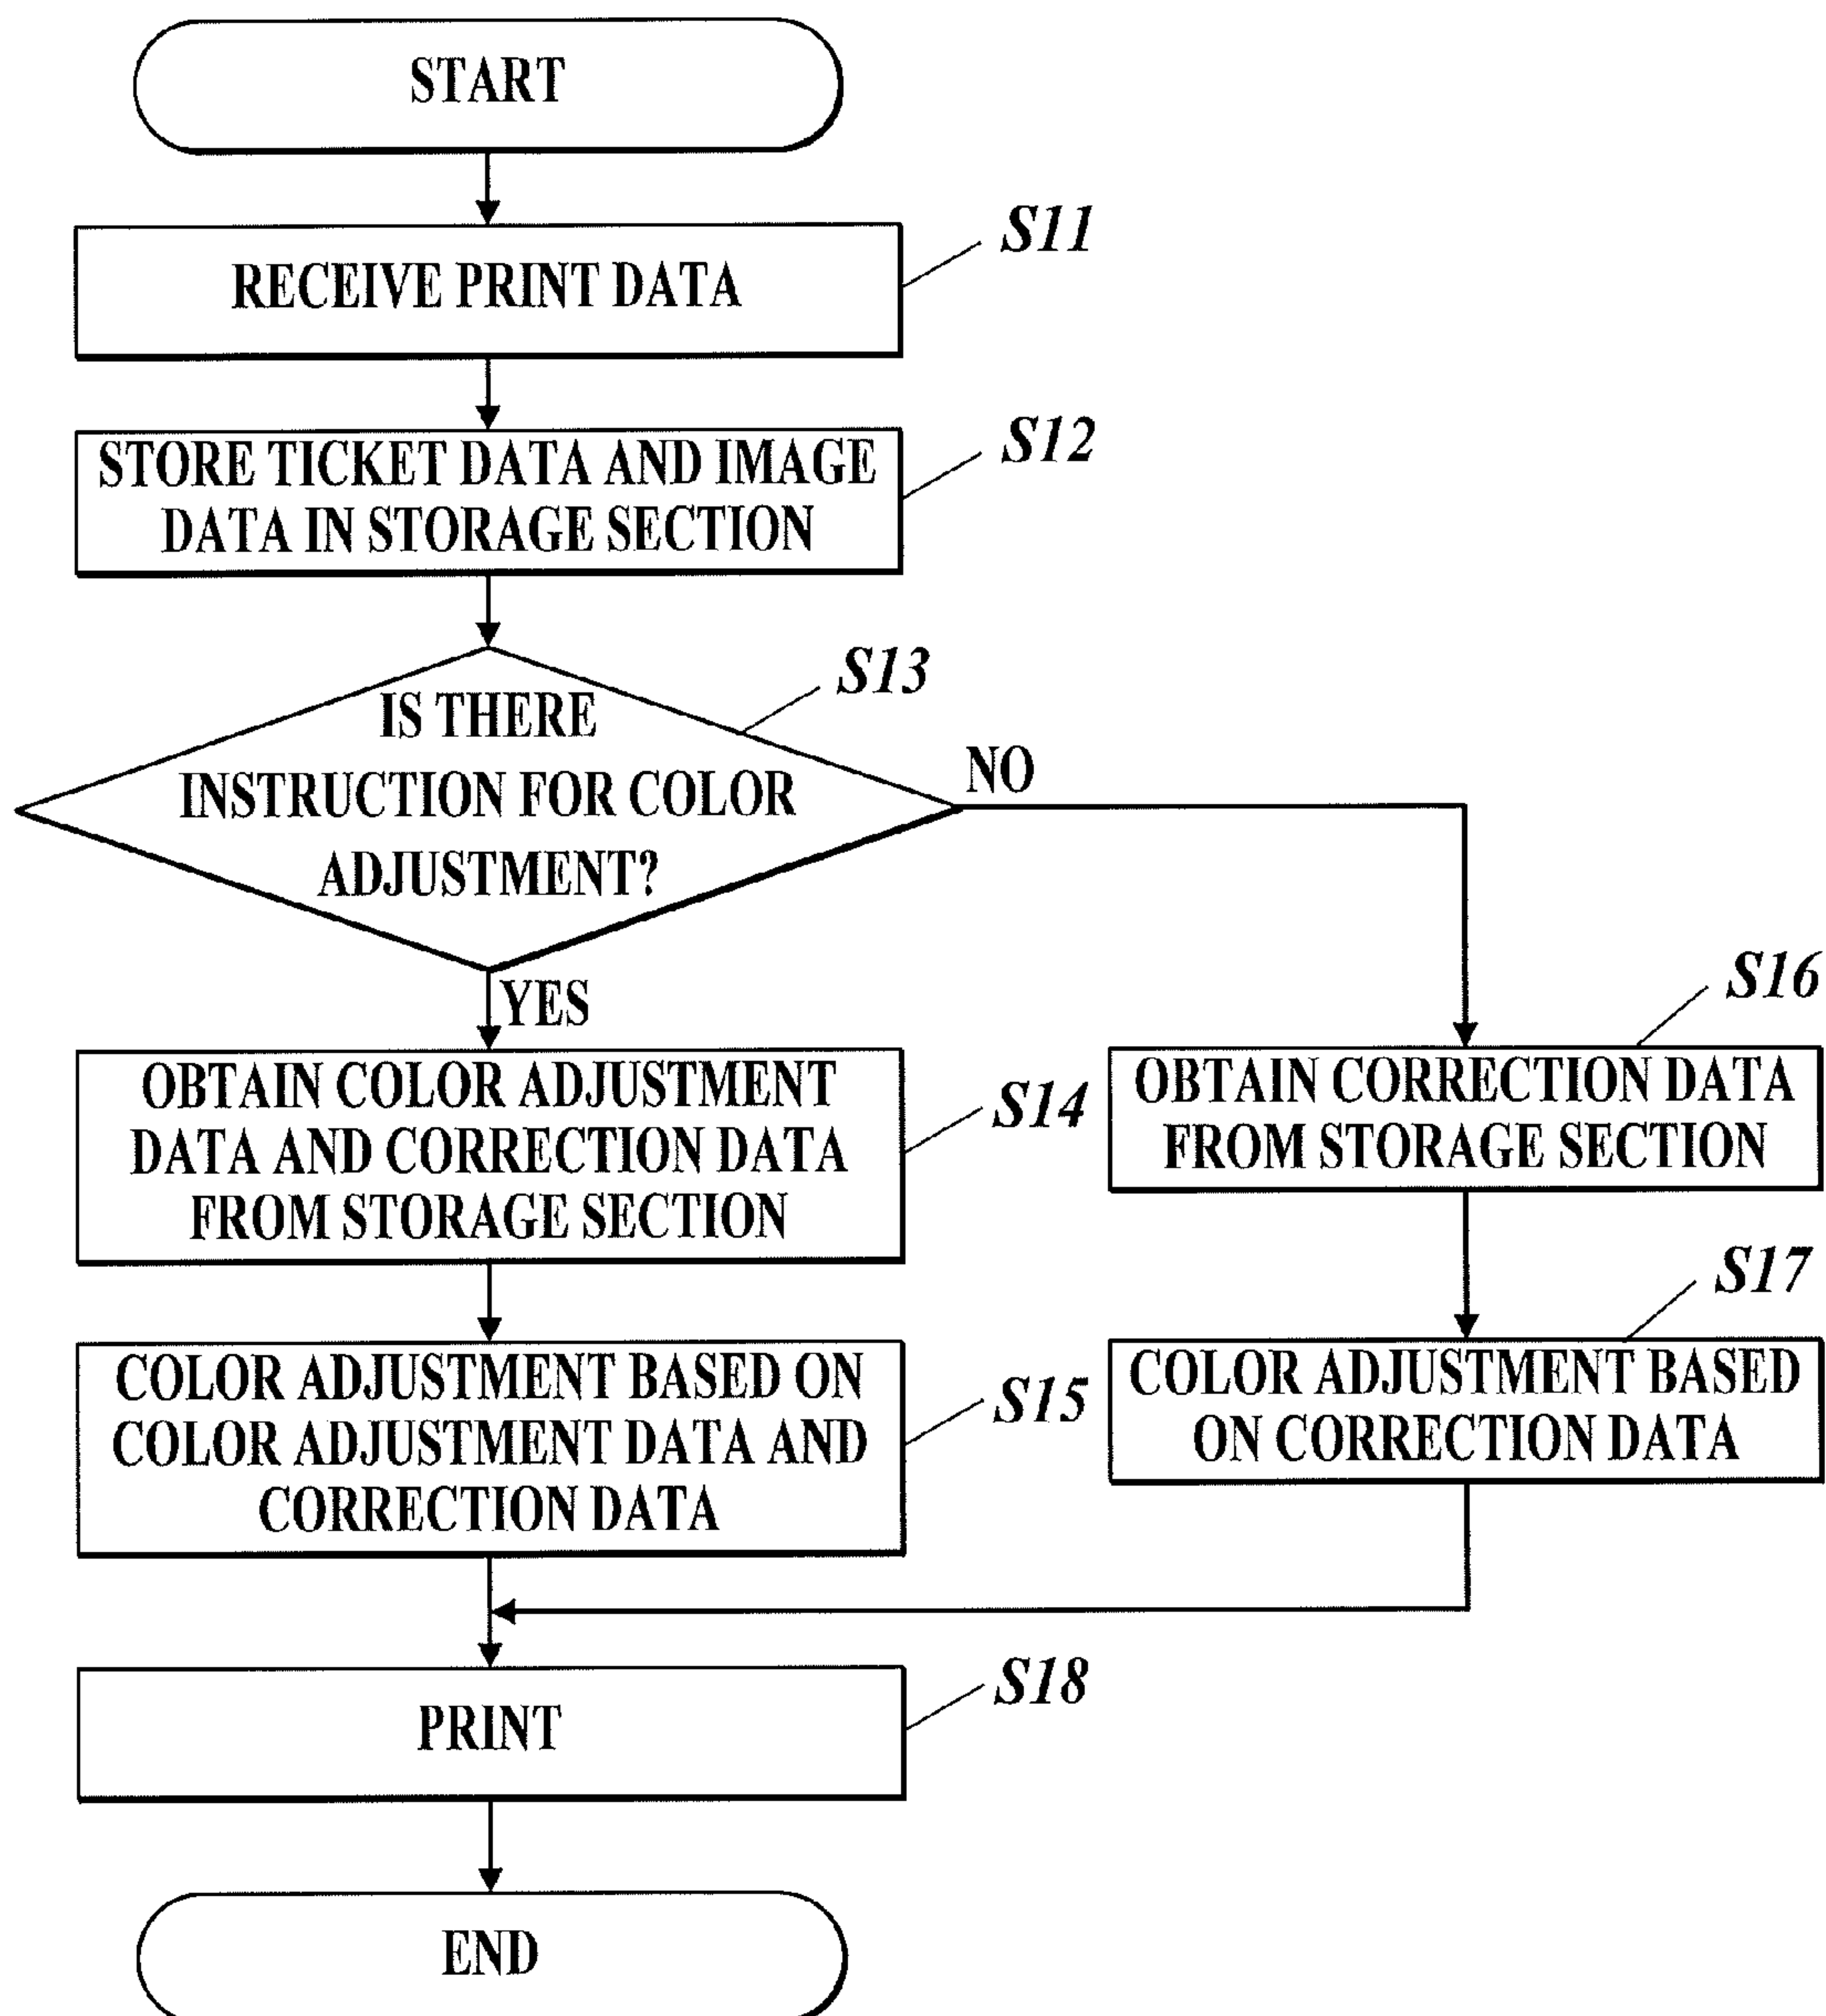 START
RECEIVE PRINT DATA
S11
STORE TICKET DATA AND IMAGE
DATA IN STORAGE SECTION
S12
IS THERE
INSTRUCTION FOR COLOR
ADJUSTMENT?
S13
NO
YES
OBTAIN COLOR ADJUSTMENT
DATA AND CORRECTION DATA
FROM STORAGE SECTION
S14
OBTAIN CORRECTION DATA
FROM STORAGE SECTION
S16
COLOR ADJUSTMENT BASED ON
COLOR ADJUSTMENT DATA AND
CORRECTION DATA
S15
COLOR ADJUSTMENT BASED
ON CORRECTION DATA
S17
PRINT
S18
END